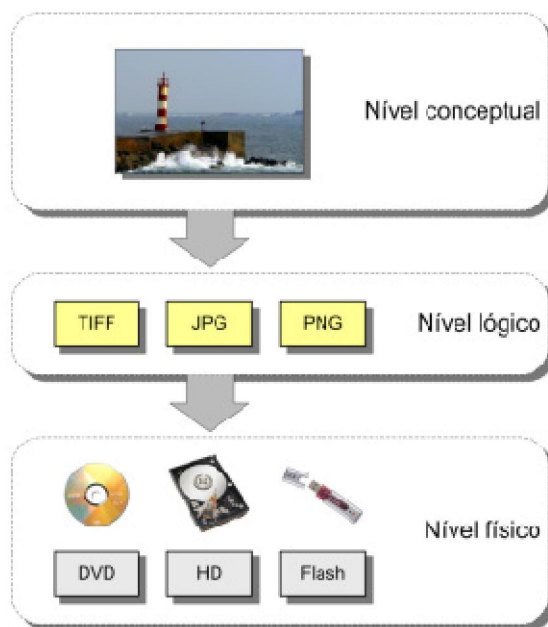 Nível conceptual
TIFF JPG PNG Nível lógico
Nível físico
DVD HD Flash